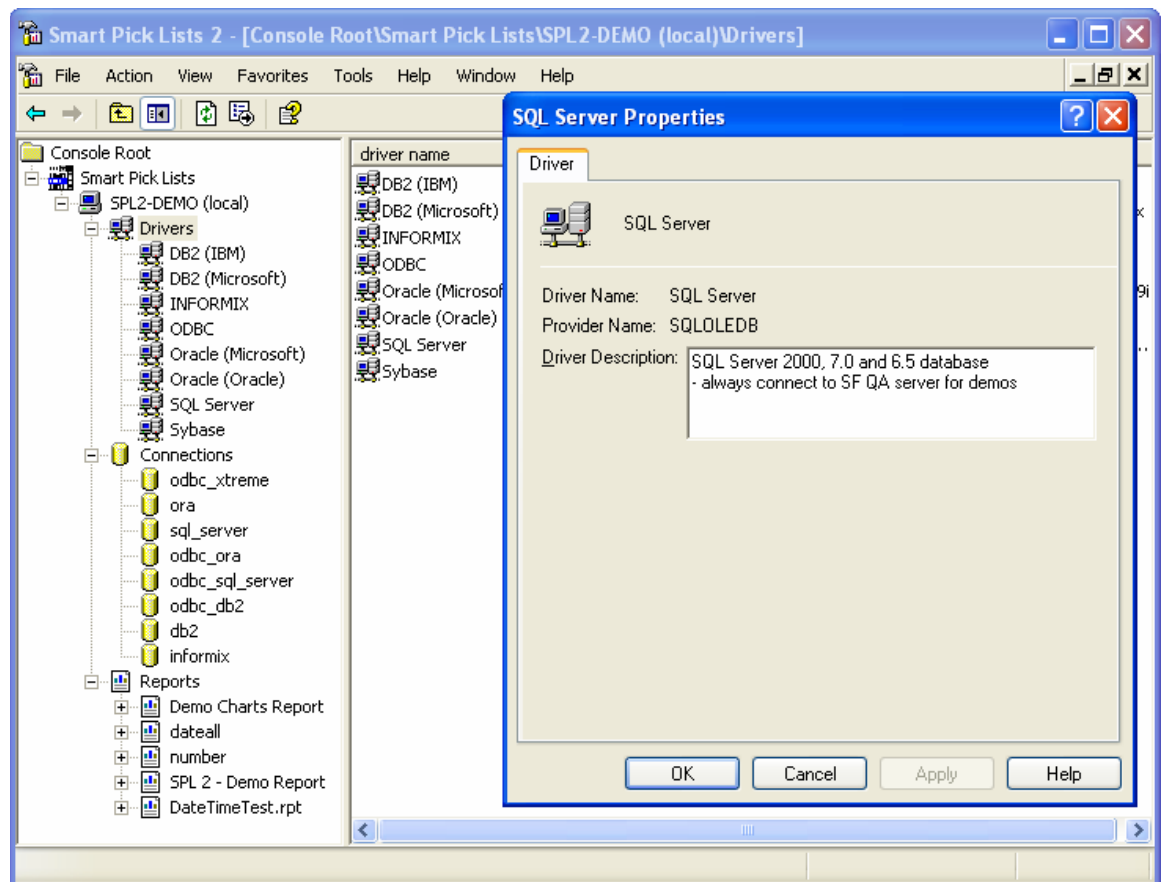 Smart Pick Lists 2 - [Console Root\Smart Pick Lists\SPL2-DEMO (local)\Drivers]
File Action View Favorites Tools Help Window Help
Console Root
Smart Pick Lists
SPL2-DEMO (local)
Drivers
DB2 (IBM)
DB2 (Microsoft)
INFORMIX
ODBC
Oracle (Microsoft)
Oracle (Oracle)
SQL Server
Sybase
Connections
odbc_xtreme
ora
sql_server
odbc_ora
odbc_sql_server
odbc_db2
db2
informix
Reports
Demo Charts Report
dateall
number
SPL 2 - Demo Report
DateTimeTest.rpt
driver name
DB2 (IBM)
DB2 (Microsoft)
INFORMIX
ODBC
Oracle (Microsof
Oracle (Oracle)
SQL Server
Sybase
x
9i
..
SQL Server Properties
Driver
SQL Server
Driver Name: SQL Server
Provider Name: SQLOLEDB
Driver Description: SQL Server 2000, 7.0 and 6.5 database
- always connect to SF QA server for demos
OK Cancel Apply Help